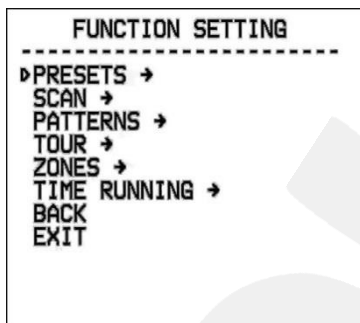 FUNCTION SETTING
------------------------
▷PRESETS →
SCAN →
PATTERNS →
TOUR →
ZONES →
TIME RUNNING →
BACK
EXIT